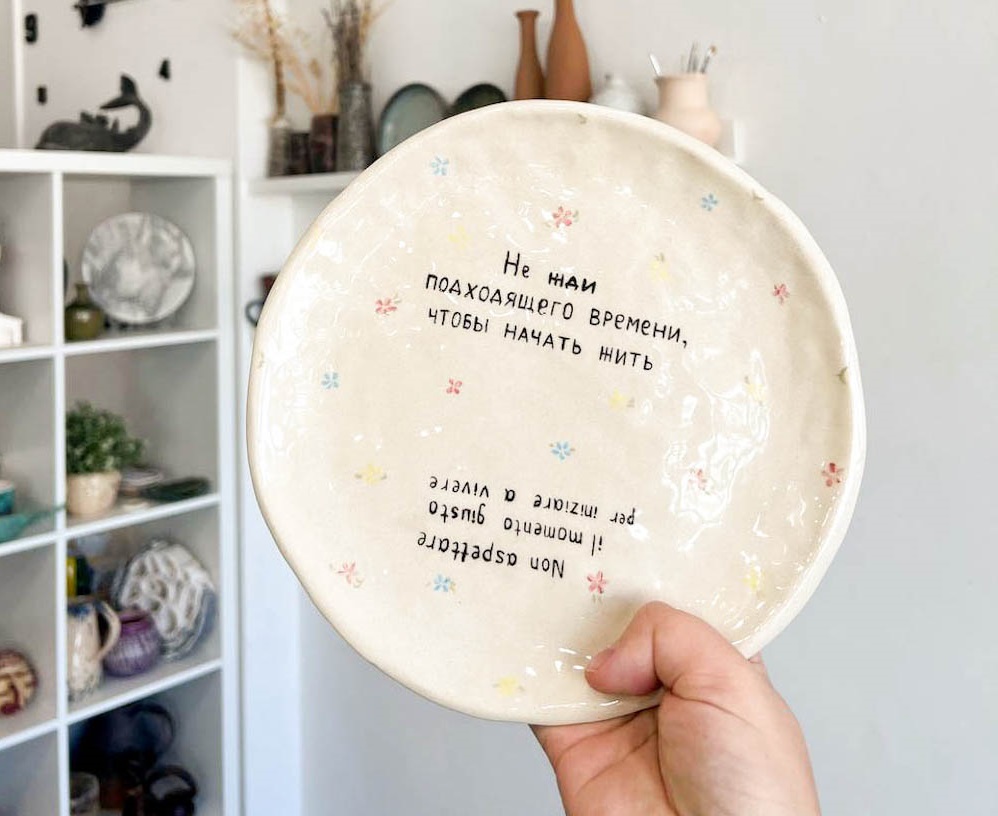 Не жди
подходящего времени,
чтобы начать жить
Non aspettare
il momento giusto
per iniziare a vivere